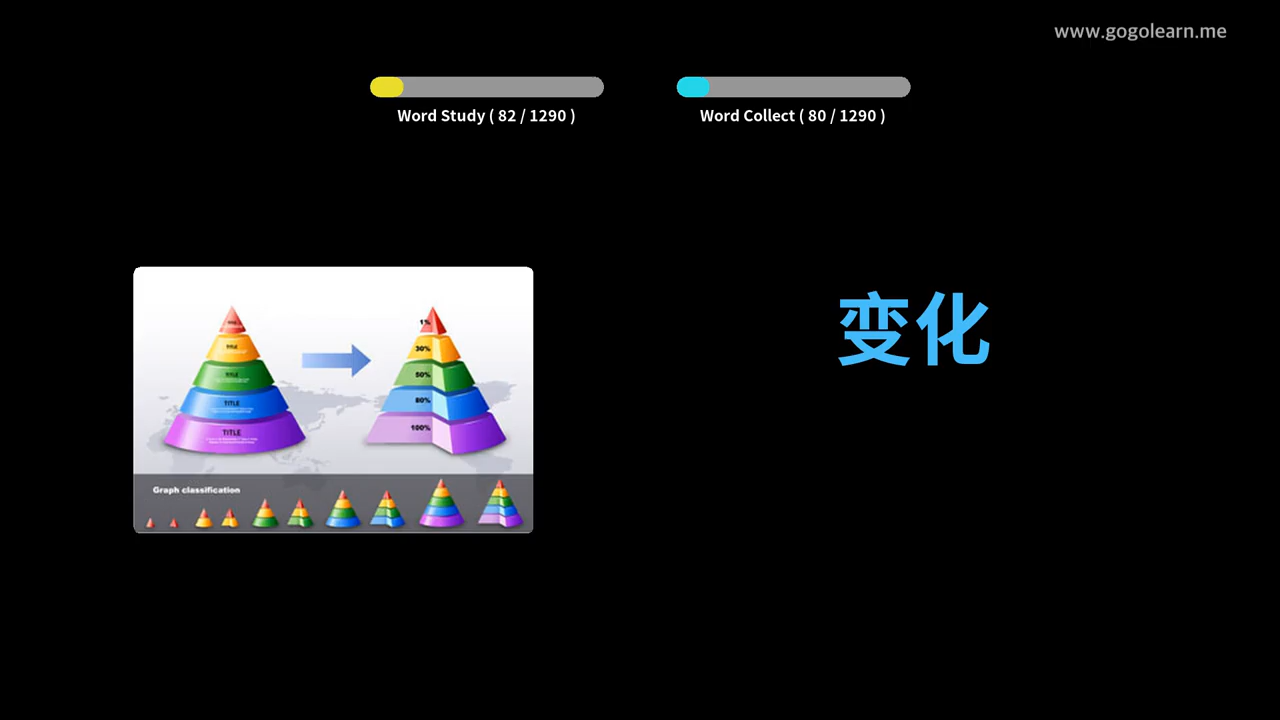 www.gogolearn.me
Word Study ( 82 / 1290 )
Word Collect ( 80 / 1290 )
变化
TITLE
TITLE
TITLE
TITLE
1%
30%
50%
80%
100%
Graph classification